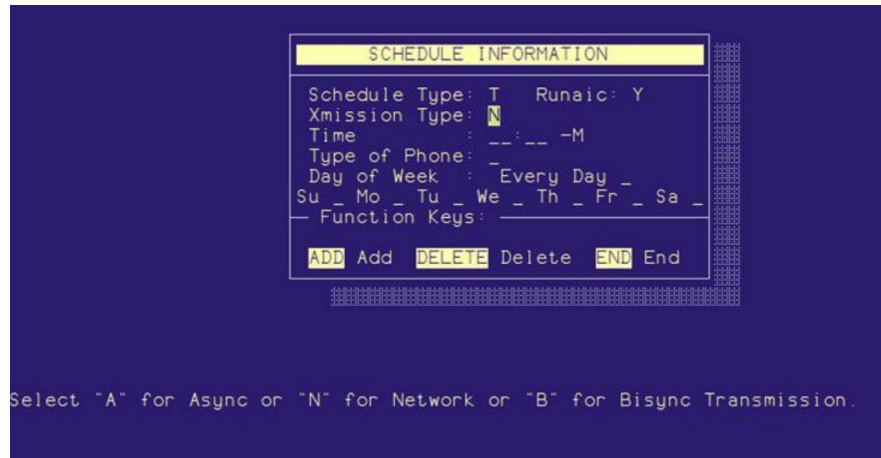 SCHEDULE INFORMATION
Schedule Type: T Runaic: Y
Xmission Type: N
Time : __:__ -M
Type of Phone: _
Day of Week : Every Day _
Su _ Mo _ Tu _ We _ Th _ Fr _ Sa _
Function Keys:
ADD Add DELETE Delete END End
Select "A" for Async or "N" for Network or "B" for Bisync Transmission.